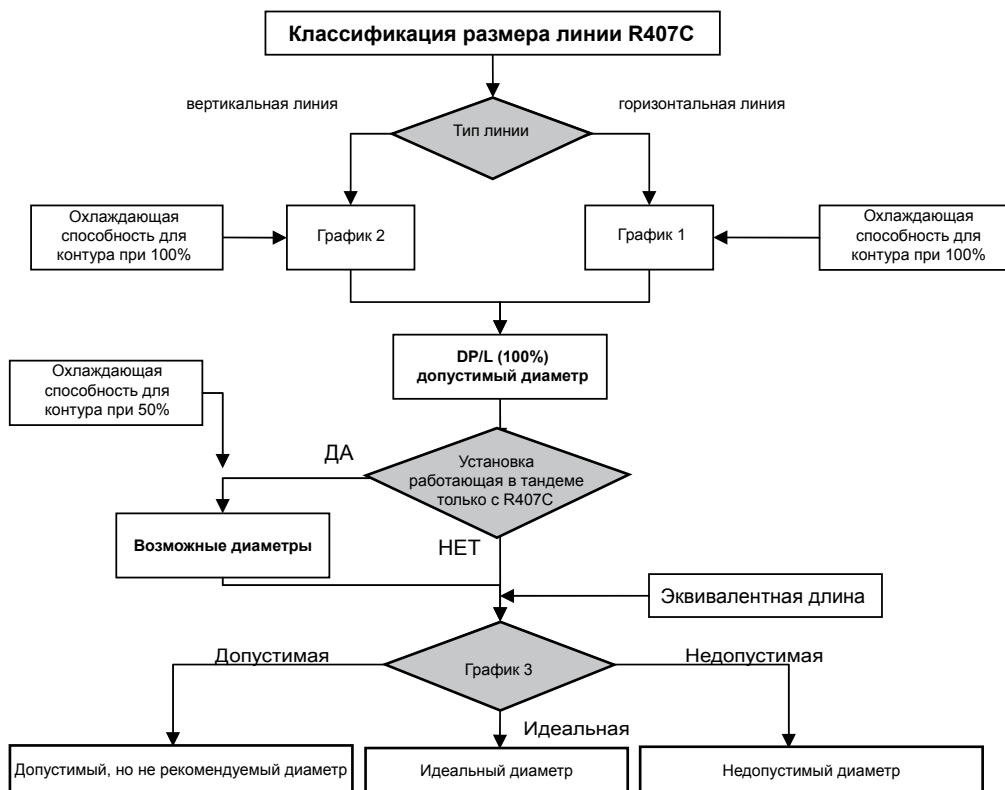 Классификация размера линии R407C
вертикальная линия
горизонтальная линия
Тип линии
Охлаждающая
способность для
контура при 100%
График 2
График 1
Охлаждающая
способность для
контура при 100%
DP/L (100%)
допустимый диаметр
Охлаждающая
способность для
контура при 50%
ДА
Установка
работающая в тандеме
только с R407C
Возможные диаметры
НЕТ
Эквивалентная длина
Допустимая
График 3
Недопустимая
Идеальная
Допустимый, но не рекомендуемый диаметр
Идеальный диаметр
Недопустимый диаметр